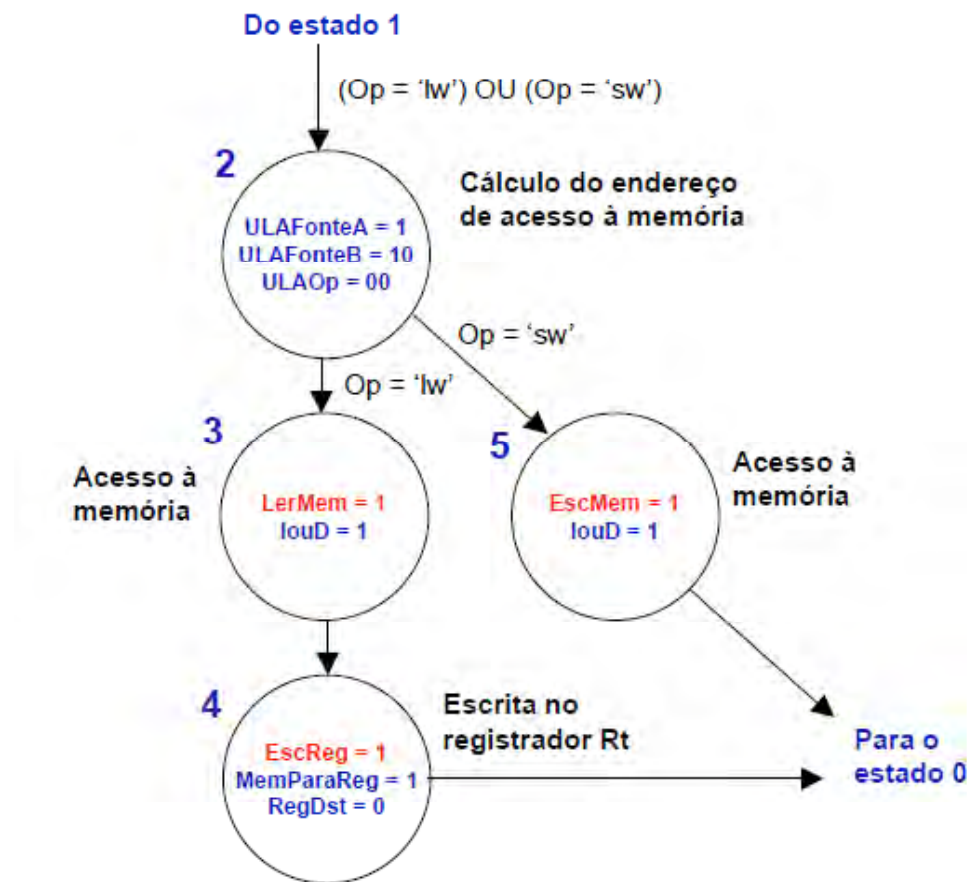 Do estado 1
(Op = ‘lw’) OU (Op = ‘sw’)
2
Cálculo do endereço
de acesso à memória
ULAFonteA = 1
ULAFonteB = 10
ULAOp = 00
Op = ‘sw’
Op = ‘lw’
3
Acesso à
memória
LerMem = 1
IouD = 1
5
EscMem = 1
IouD = 1
Acesso à
memória
4
EscReg = 1
MemParaReg = 1
RegDst = 0
Escrita no
registrador Rt
Para o
estado 0